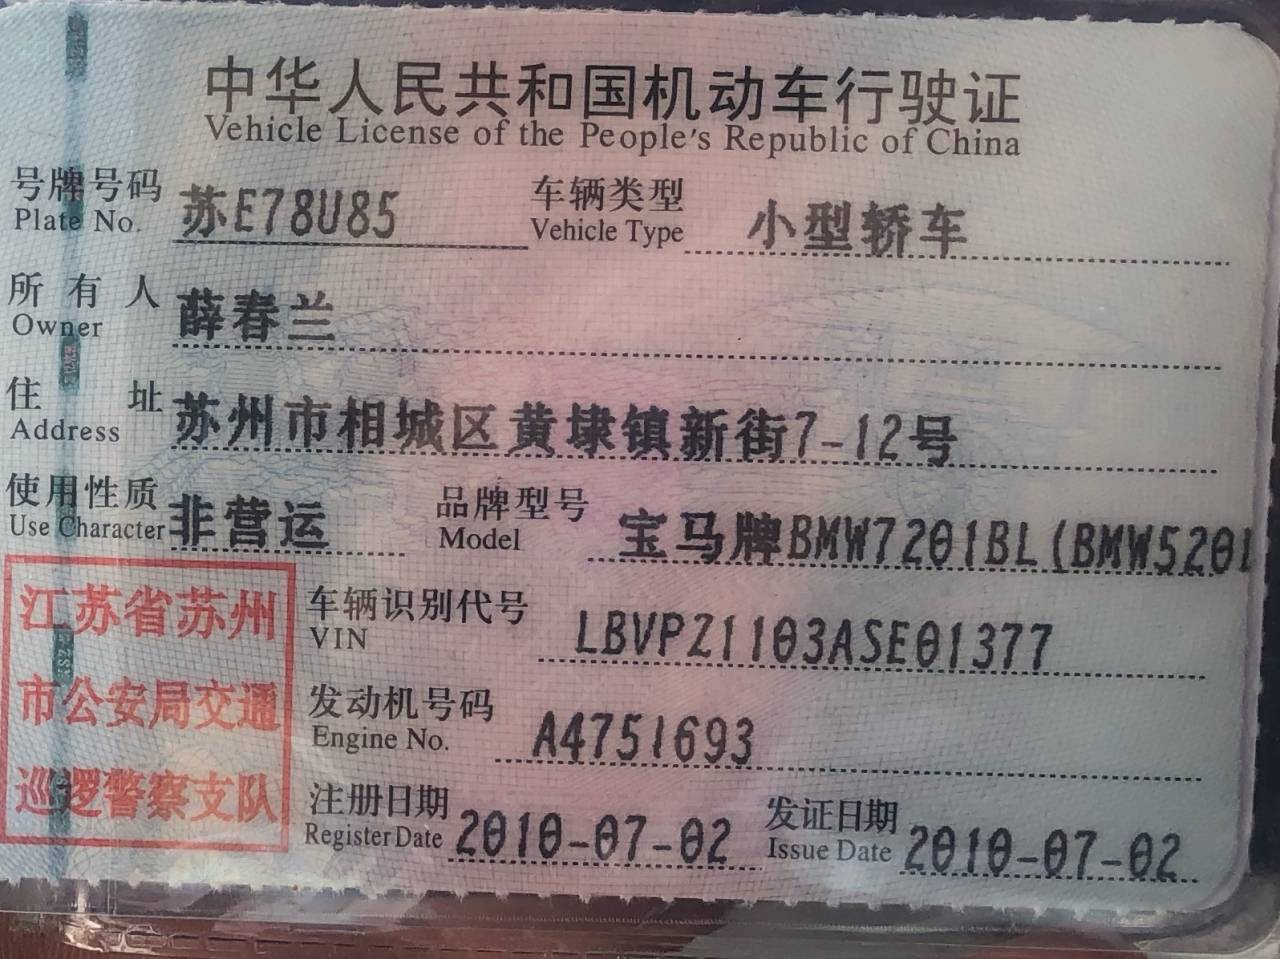 中华人民共和国机动车行驶证
Vehicle License of the People's Republic of China
号牌号码 苏E78U85 车辆类型 小型轿车
Plate No. Vehicle Type
所有人 薛春兰
Owner
住址 苏州市相城区黄埭镇新街7-12号
Address
使用性质 非营运 品牌型号 宝马牌BMW7201BL(BMW520L
Use Character Model
江苏省苏州
市公安局交通
巡逻警察支队
车辆识别代号 LBVPZ1103ASE01377
VIN
发动机号码 A4751693
Engine No.
注册日期 2010-07-02 发证日期 2010-07-02
Register Date Issue Date